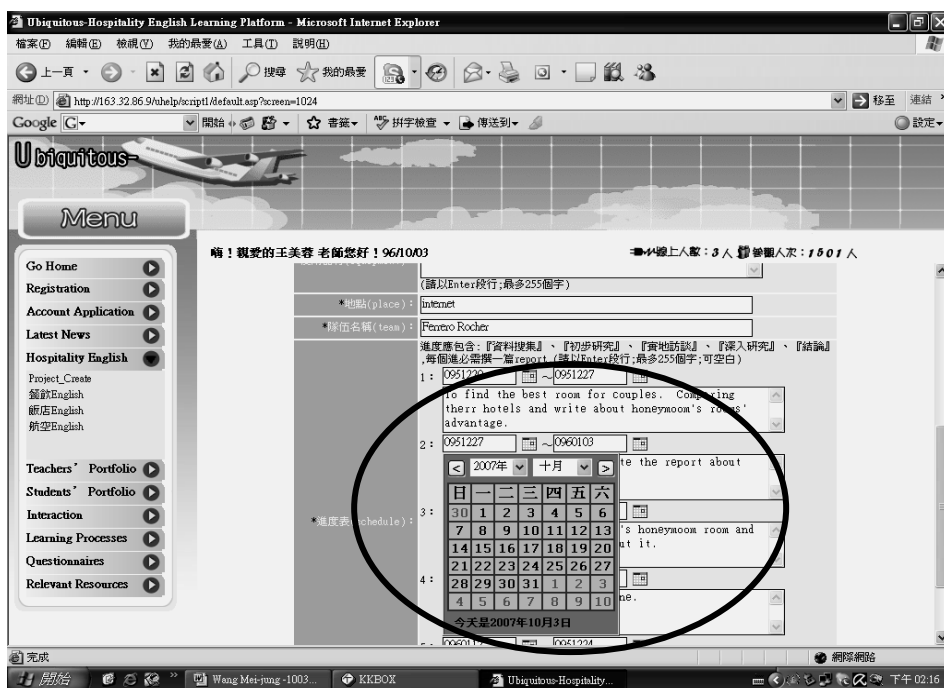 Ubiquitous-Hospitality English Learning Platform - Microsoft Internet Explorer
檔案(F) 編輯(E) 檢視(V) 我的最愛(A) 工具(T) 說明(H)
上一頁 搜尋 我的最愛
網址(D) http://163.32.86.9/uhelp/script1/default.asp?screen=1024 移至 連結
Google 開始 書籤 拼字檢查 傳送到 設定
Ubiquitous-
Menu
嗨！親愛的王美蓉 老師您好！96/10/03
線上人數：3人 參觀人次：1501人
Go Home
Registration
Account Application
Latest News
Hospitality English
Project_Create
餐飲English
飯店English
航空English
Teachers' Portfolio
Students' Portfolio
Interaction
Learning Processes
Questionnaires
Relevant Resources
(請以Enter段行;最多255個字)
*地點(place)： internet
*隊伍名稱(team)： Ferrero Rocher
*進度表(schedule)：
進度應包含：『資料搜集』、『初步研究』、『實地訪談』、『深入研究』、『結論』
,每個進必需撰一篇report (請以Enter段行;最多255個字;可空白)
1： ～0951227
To find the best room for couples. Comparing
therr hotels and write about honeymoom's rooms'
advantage.
2： 0951227 ～0960103
te the report about
2007年 十月
日 一 二 三 四 五 六
30 1 2 3 4 5 6
7 8 9 10 11 12 13
14 15 16 17 18 19 20
21 22 23 24 25 26 27
28 29 30 31 1 2 3
4 5 6 7 8 9 10
今天是2007年10月3日
3：
's honeymoom room and
ut it.
4：
ne.
完成 網際網路
開始 Wang Mei-jung -1003... KKBOX Ubiquitous-Hospitality... 下午 02:16